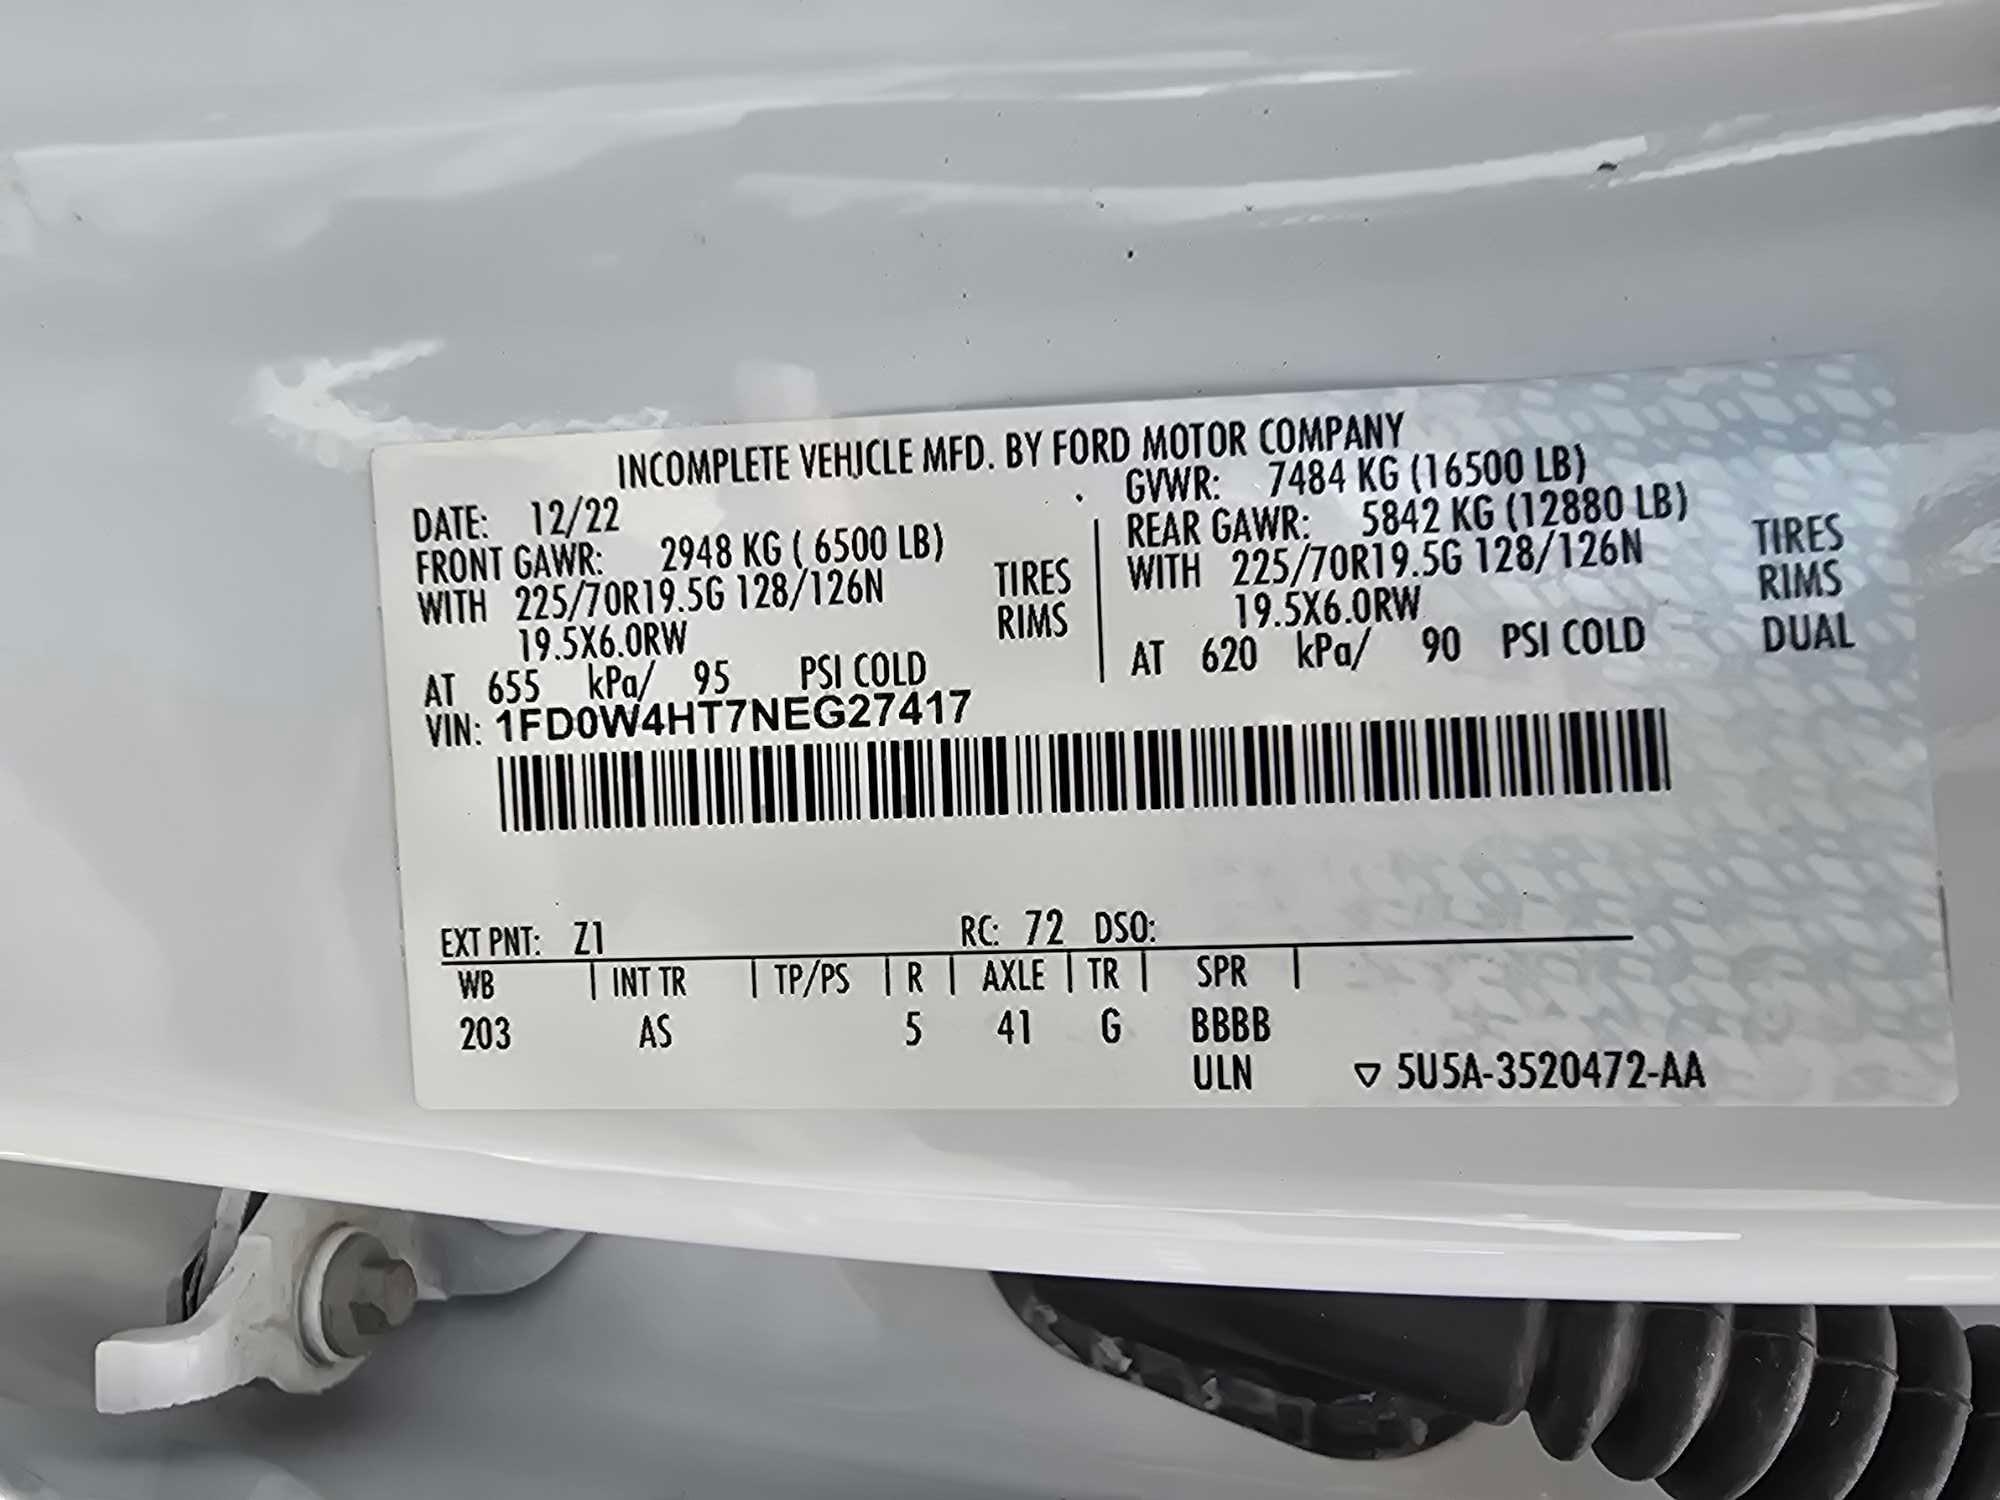 INCOMPLETE VEHICLE MFD. BY FORD MOTOR COMPANY
DATE: 12/22 GVWR: 7484 KG (16500 LB)
FRONT GAWR: 2948 KG ( 6500 LB) REAR GAWR: 5842 KG (12880 LB)
WITH 225/70R19.5G 128/126N TIRES WITH 225/70R19.5G 128/126N TIRES
19.5X6.0RW RIMS 19.5X6.0RW RIMS
AT 655 kPa/ 95 PSI COLD AT 620 kPa/ 90 PSI COLD DUAL
VIN: 1FD0W4HT7NEG27417
EXT PNT: Z1 RC: 72 DSO:
WB | INT TR | TP/PS | R | AXLE | TR | SPR |
203 AS 5 41 G BBBB
ULN ▽ 5U5A-3520472-AA